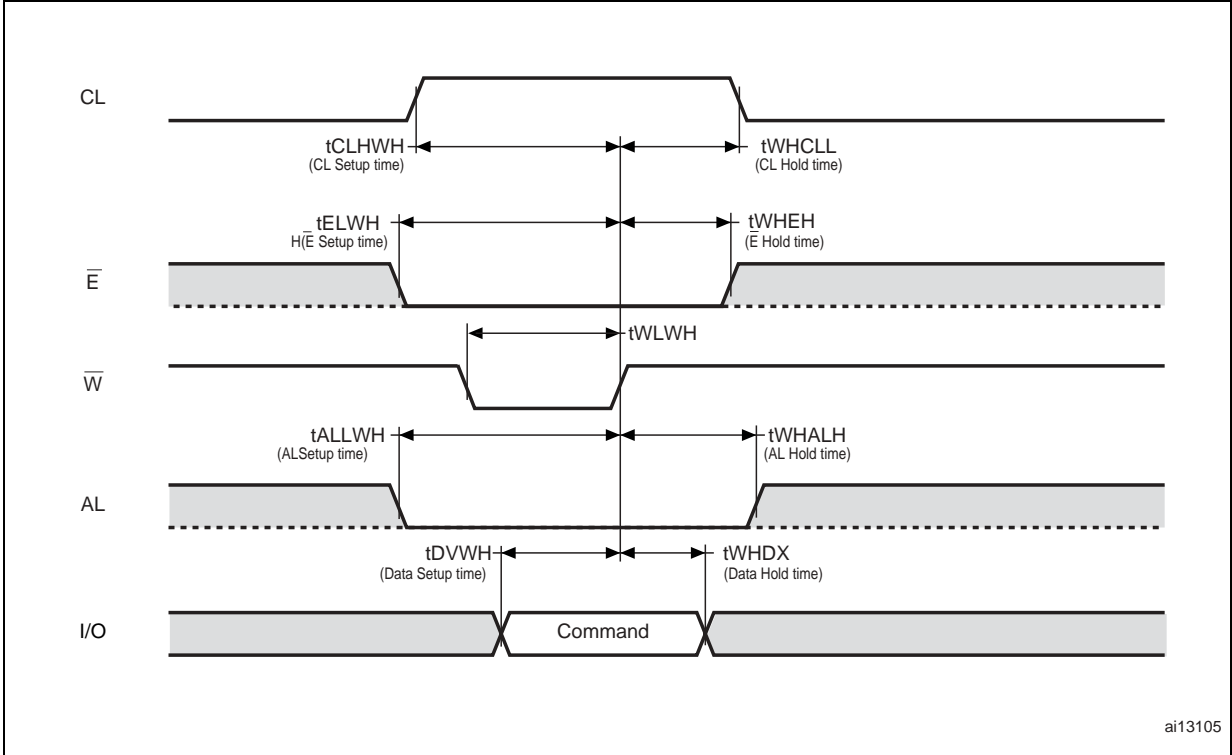 CL
tCLHWH
(CL Setup time)
tWHCLL
(CL Hold time)
tELWH
H(E̅ Setup time)
tWHEH
(E̅ Hold time)
E̅
tWLWH
W̅
tALLWH
(ALSetup time)
tWHALH
(AL Hold time)
AL
tDVWH
(Data Setup time)
tWHDX
(Data Hold time)
I/O
Command
ai13105